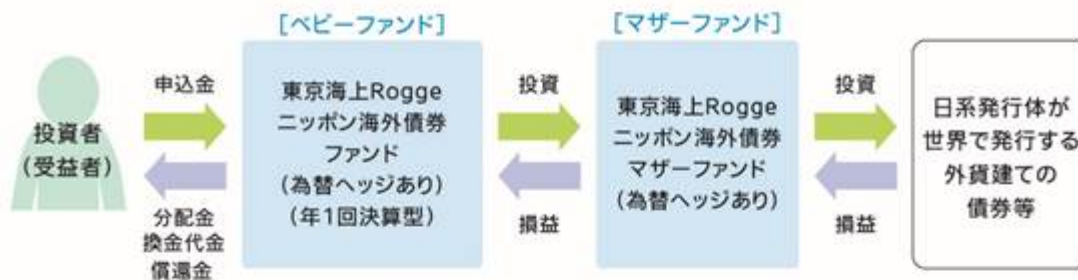 [ベビーファンド]
[マザーファンド]
申込金
投資者
(受益者)
分配金
換金代金
償還金
東京海上Rogge
ニッポン海外債券
ファンド
(為替ヘッジあり)
(年1回決算型)
投資
損益
東京海上Rogge
ニッポン海外債券
マザーファンド
(為替ヘッジあり)
投資
損益
日系発行体が
世界で発行する
外貨建ての
債券等